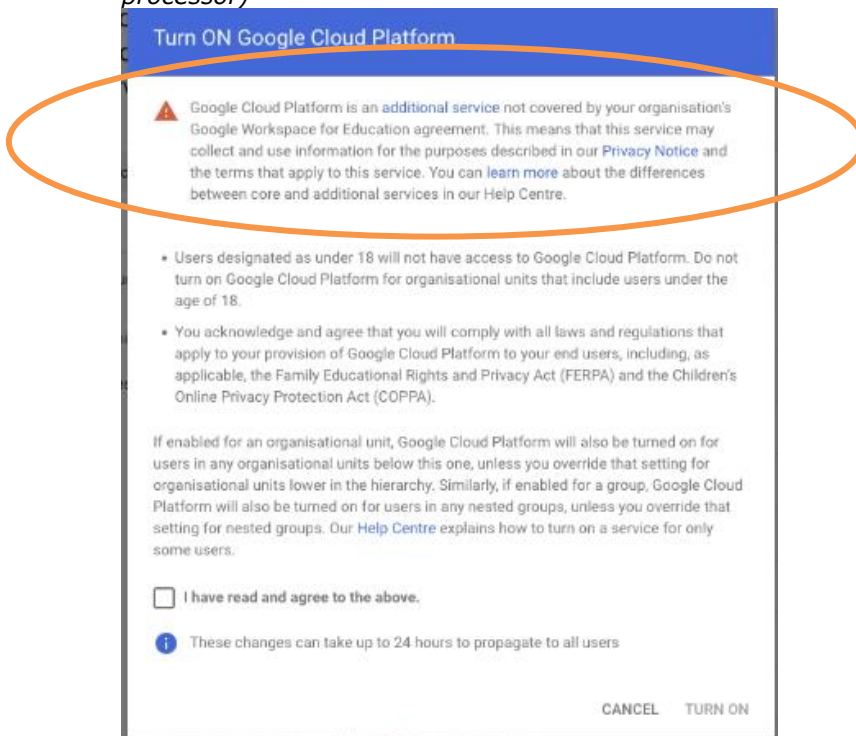 processor)
Turn ON Google Cloud Platform
Google Cloud Platform is an additional service not covered by your organisation's
Google Workspace for Education agreement. This means that this service may
collect and use information for the purposes described in our Privacy Notice and
the terms that apply to this service. You can learn more about the differences
between core and additional services in our Help Centre.
• Users designated as under 18 will not have access to Google Cloud Platform. Do not
turn on Google Cloud Platform for organisational units that include users under the
age of 18.
• You acknowledge and agree that you will comply with all laws and regulations that
apply to your provision of Google Cloud Platform to your end users, including, as
applicable, the Family Educational Rights and Privacy Act (FERPA) and the Children's
Online Privacy Protection Act (COPPA).
If enabled for an organisational unit, Google Cloud Platform will also be turned on for
users in any organisational units below this one, unless you override that setting for
organisational units lower in the hierarchy. Similarly, if enabled for a group, Google Cloud
Platform will also be turned on for users in any nested groups, unless you override that
setting for nested groups. Our Help Centre explains how to turn on a service for only
some users.
I have read and agree to the above.
These changes can take up to 24 hours to propagate to all users
CANCEL TURN ON